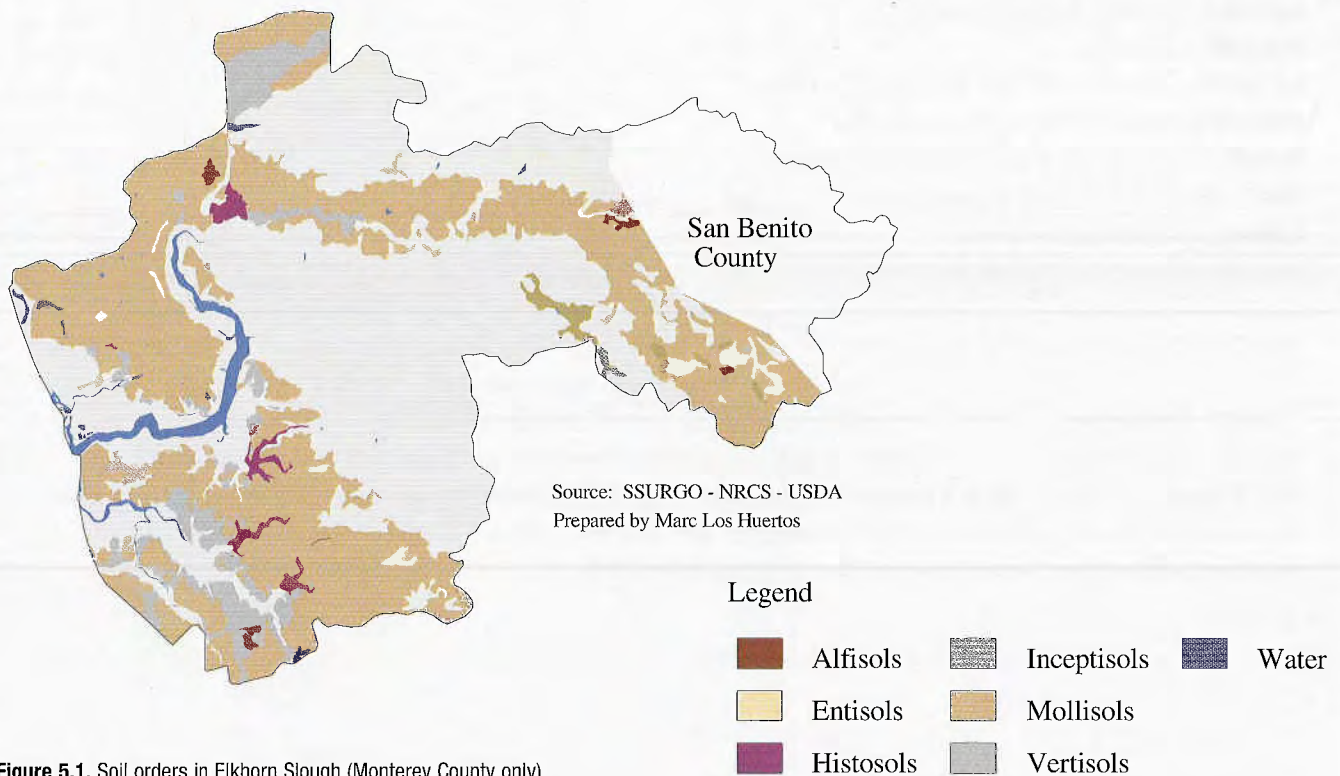 San Benito
County
Source: SSURGO - NRCS - USDA
Prepared by Marc Los Huertos
Legend
Alfisols
Inceptisols
Water
Entisols
Mollisols
Histosols
Vertisols
Figure 5.1. Soil orders in Elkhorn Slough (Monterey County only)